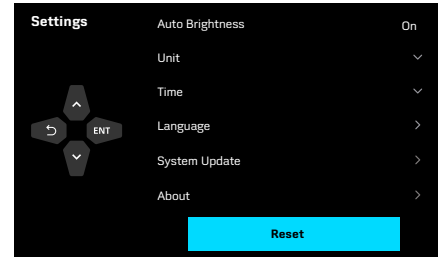 Settings
Auto Brightness On
Unit
Time
ENT
Language
System Update
About
Reset